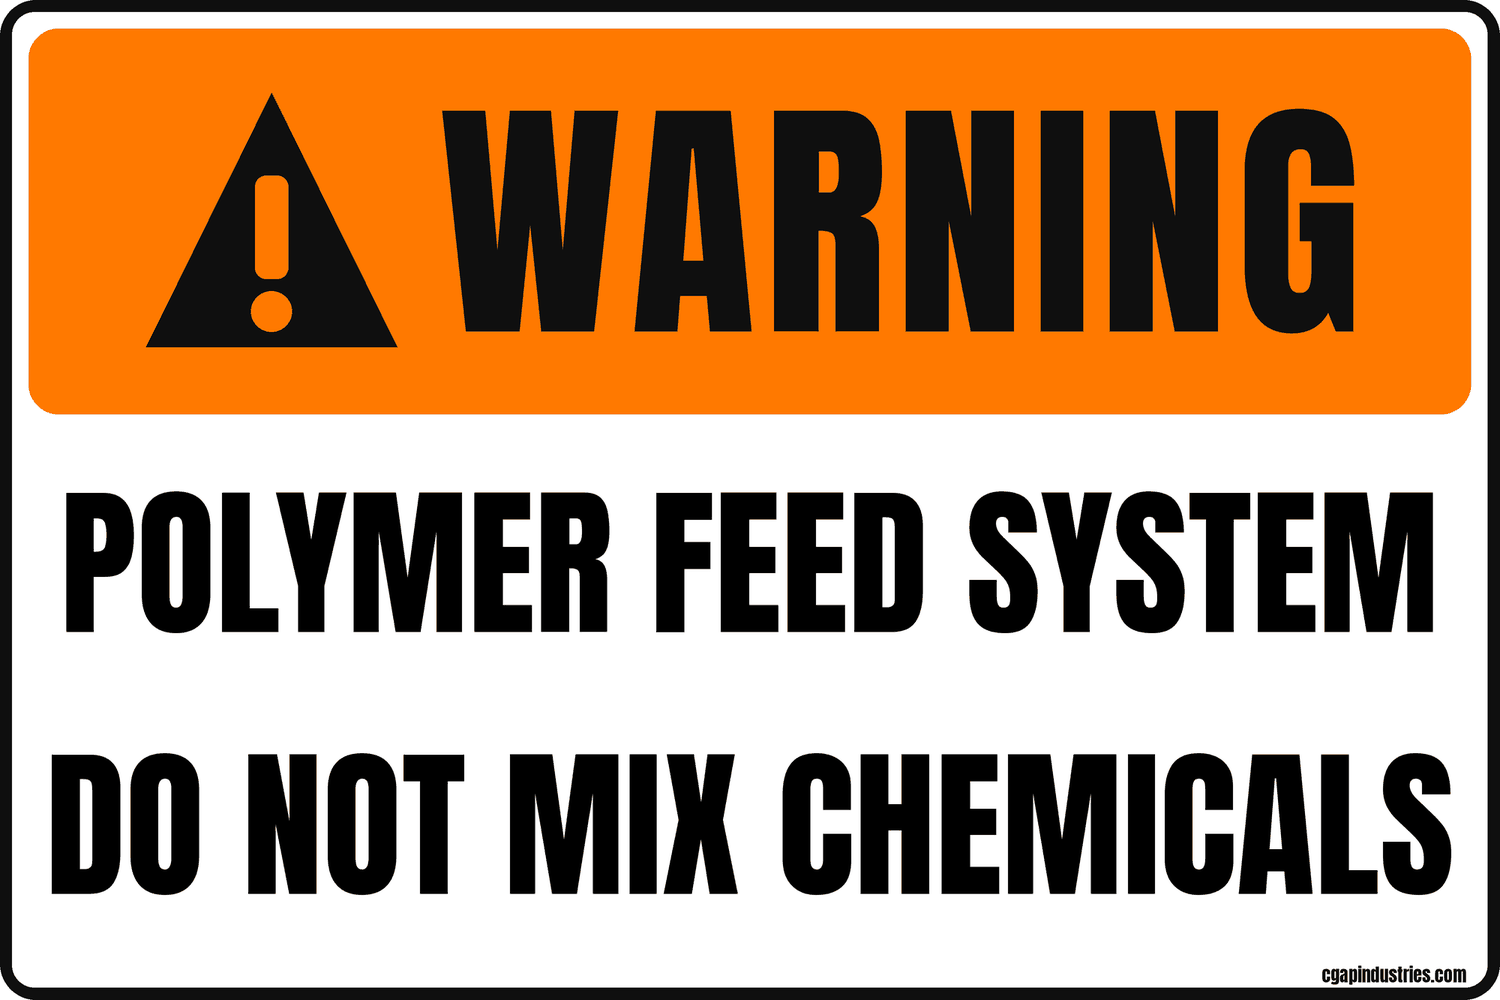 WARNING
POLYMER FEED SYSTEM
DO NOT MIX CHEMICALS
cgapindustries.com